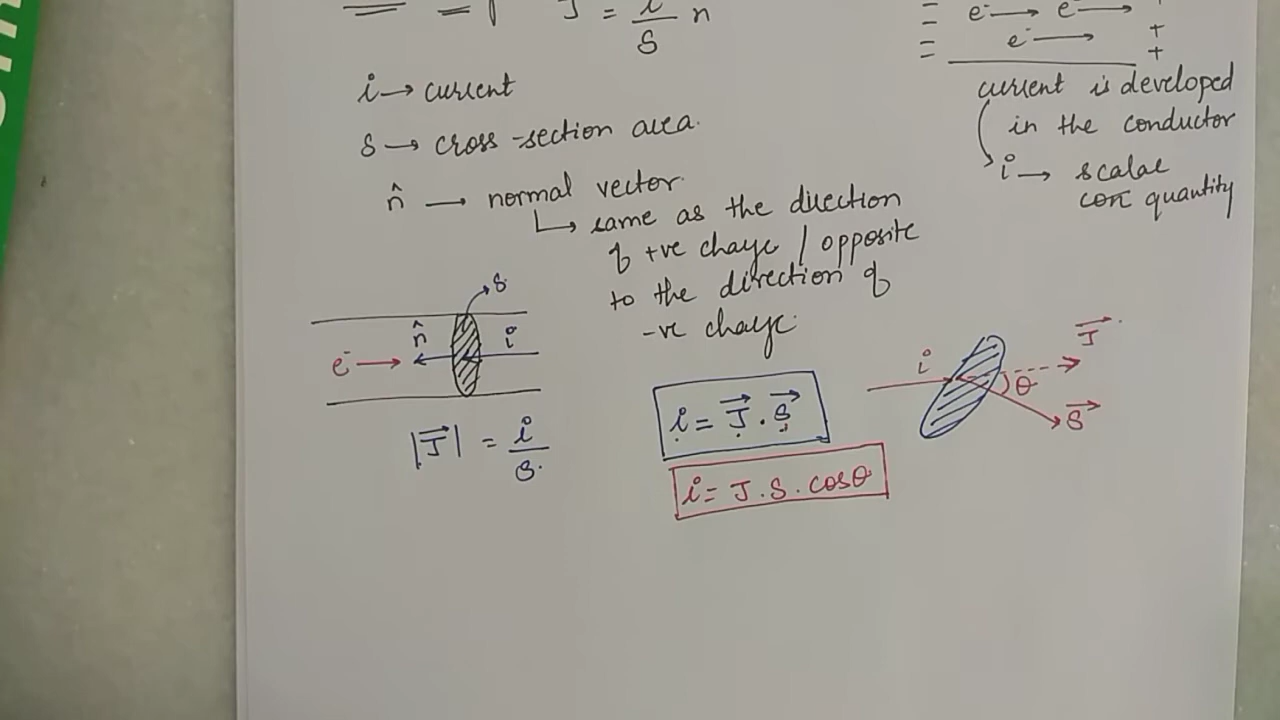 J = i/S n
e⁻ → e⁻ →
e⁻ →
i → current
s → cross-section area.
n̂ → normal vector.
↳ same as the direction
of +ve charge / opposite
to the direction of
-ve charge.
current is developed
in the conductor
i → scalar
quantity
s.
n̂
i
e⁻ →
|J⃗| = i/s.
i = J⃗ . S⃗
i = J . S . cosθ
i
J⃗
θ
S⃗